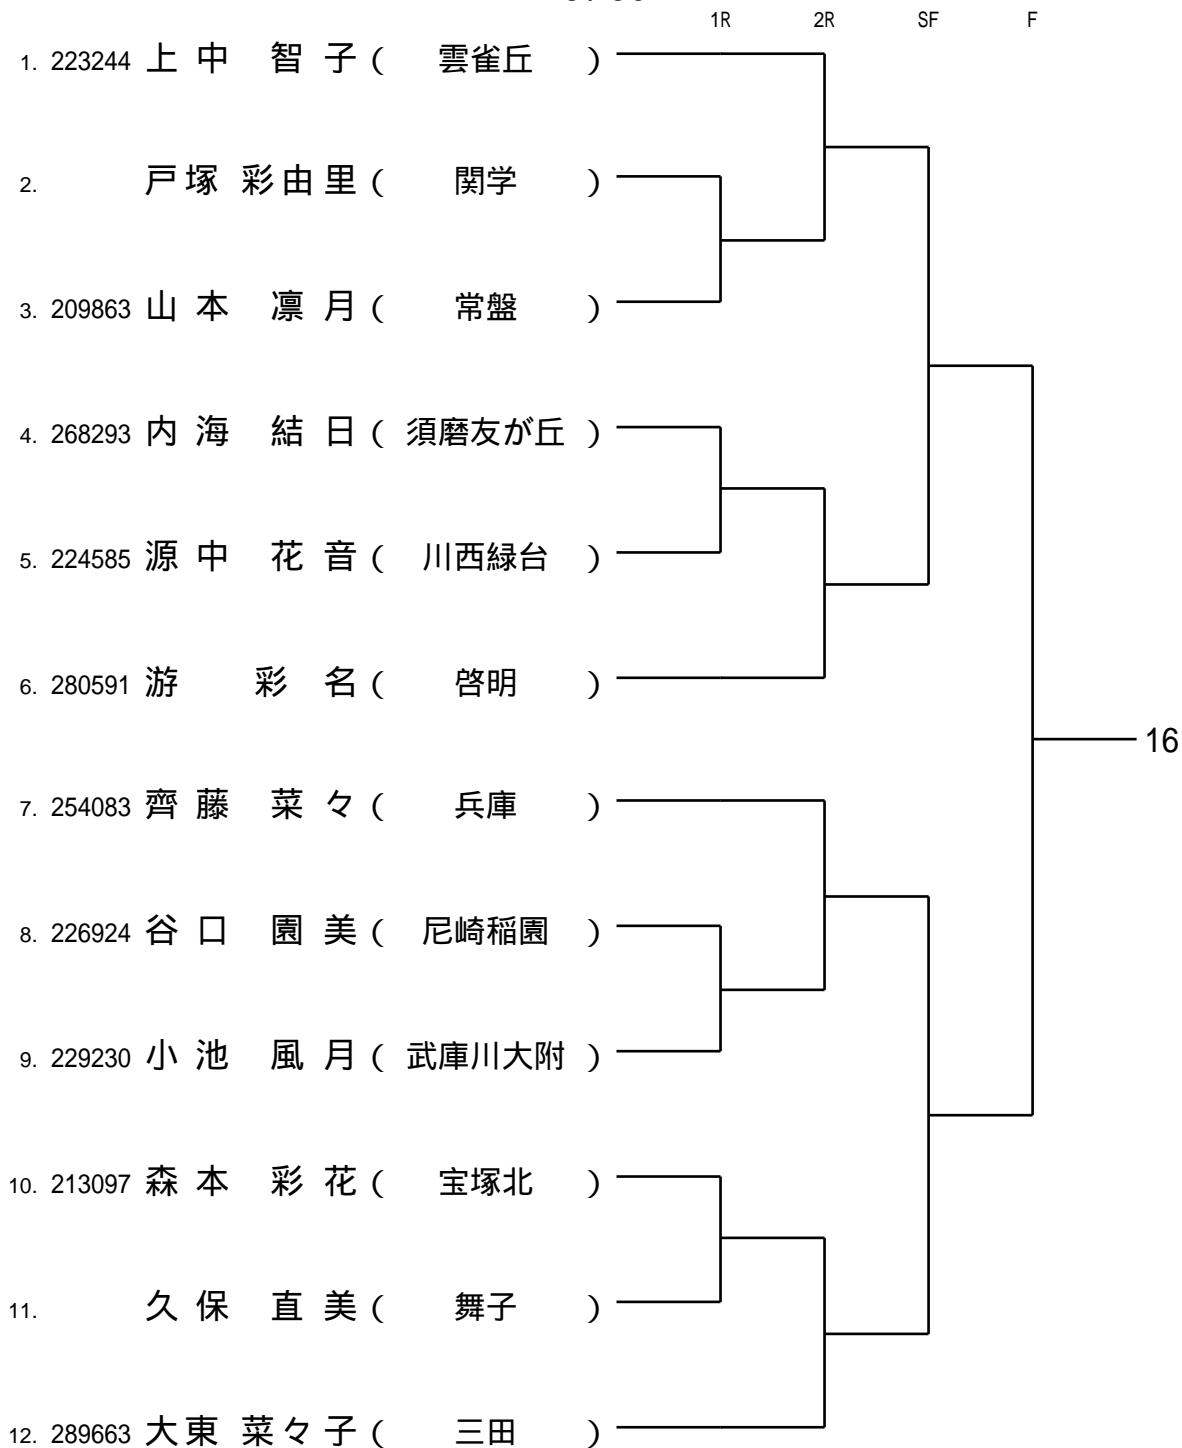 1R 2R SF F
1. 223244 上中 智子 ( 雲雀丘 )
2. 戸塚 彩由里 ( 関学 )
3. 209863 山本 凛月 ( 常盤 )
4. 268293 内海 結日 ( 須磨友が丘 )
5. 224585 源中 花音 ( 川西緑台 )
6. 280591 游 彩名 ( 啓明 )
16
7. 254083 齊藤 菜々 ( 兵庫 )
8. 226924 谷口 園美 ( 尼崎稲園 )
9. 229230 小池 風月 ( 武庫川大附 )
10. 213097 森本 彩花 ( 宝塚北 )
11. 久保 直美 ( 舞子 )
12. 289663 大東 菜々子 ( 三田 )